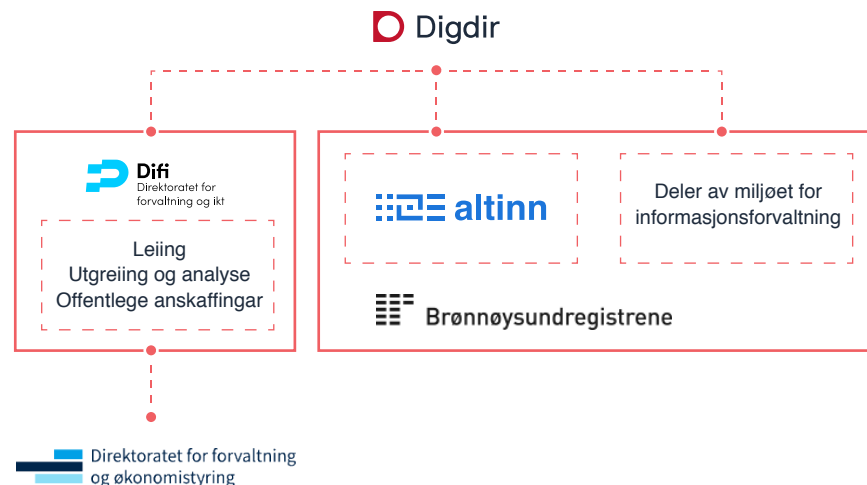 Digdir
Difi
Direktoratet for
forvaltning og ikt
Leiing
Utgreiing og analyse
Offentlege anskaffingar
altinn
Deler av miljøet for
informasjonsforvaltning
Brønnøysundregistrene
Direktoratet for forvaltning
og økonomistyring